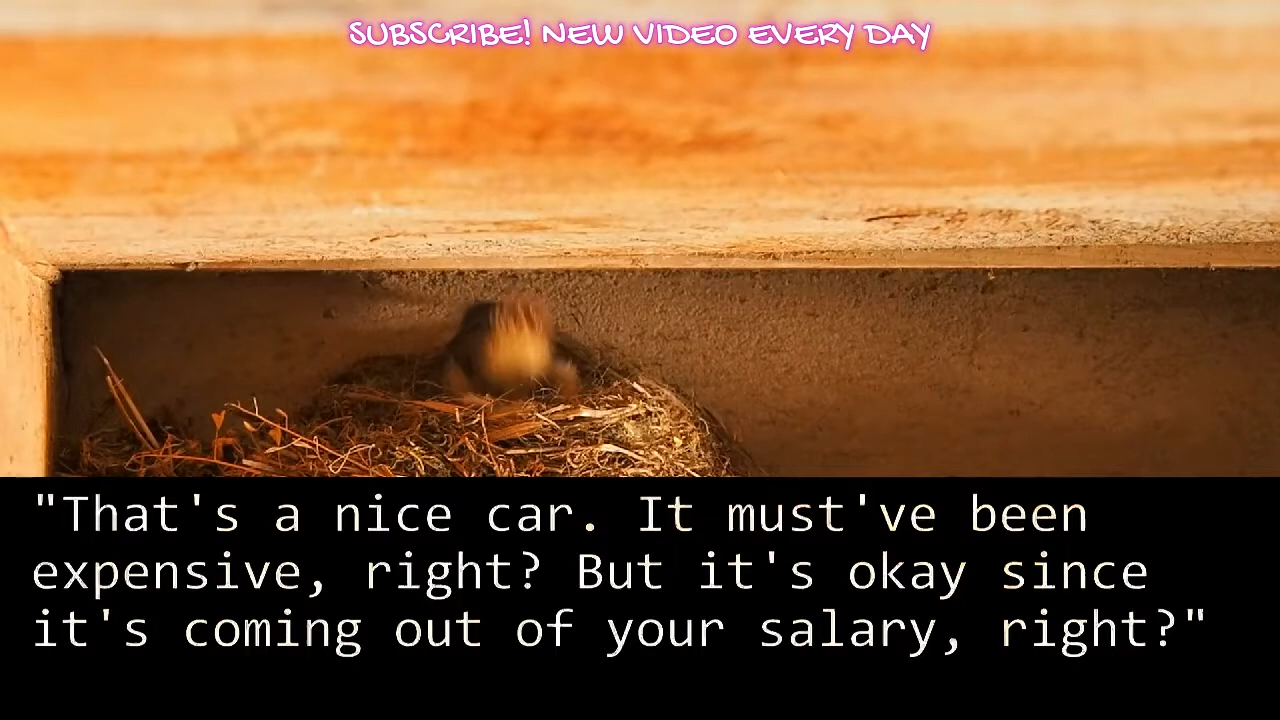 SUBSCRIBE! NEW VIDEO EVERY DAY
"That's a nice car. It must've been
expensive, right? But it's okay since
it's coming out of your salary, right?"